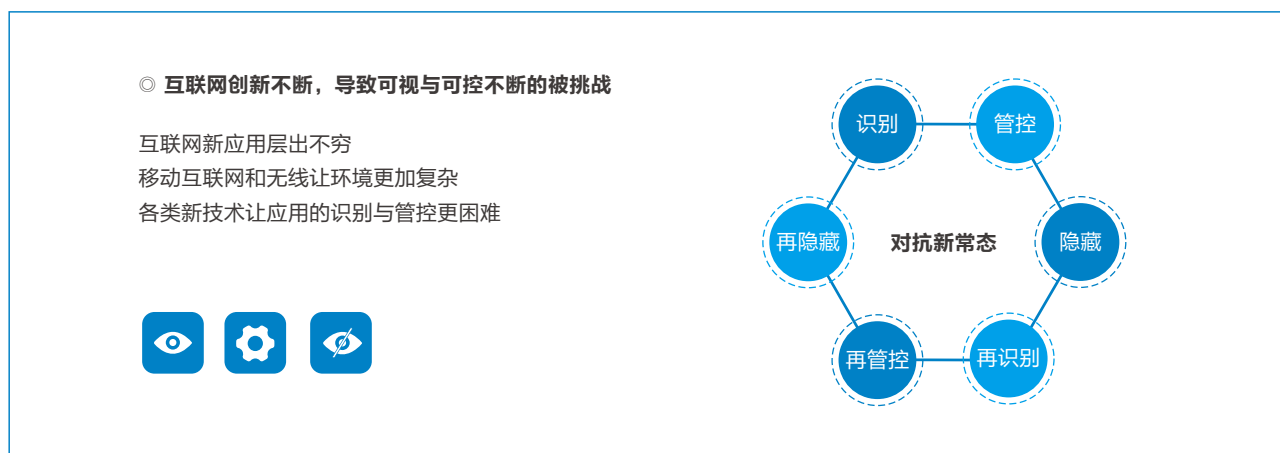 ◎ 互联网创新不断，导致可视与可控不断的被挑战
互联网新应用层出不穷
移动互联网和无线让环境更加复杂
各类新技术让应用的识别与管控更困难
识别
管控
再隐藏
对抗新常态
隐藏
再管控
再识别